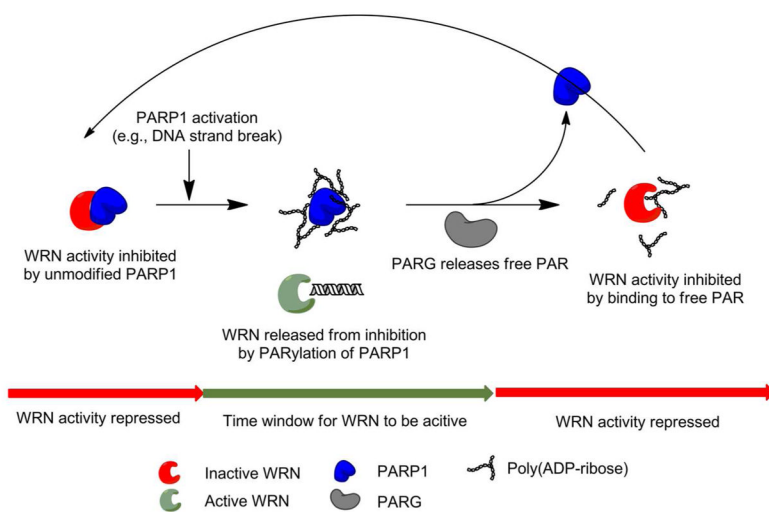 PARP1 activation
(e.g., DNA strand break)
WRN activity inhibited
by unmodified PARP1
PARG releases free PAR
WRN activity inhibited
by binding to free PAR
WRN released from inhibition
by PARylation of PARP1
WRN activity repressed
Time window for WRN to be acitive
WRN activity repressed
Inactive WRN
PARP1
Poly(ADP-ribose)
Active WRN
PARG